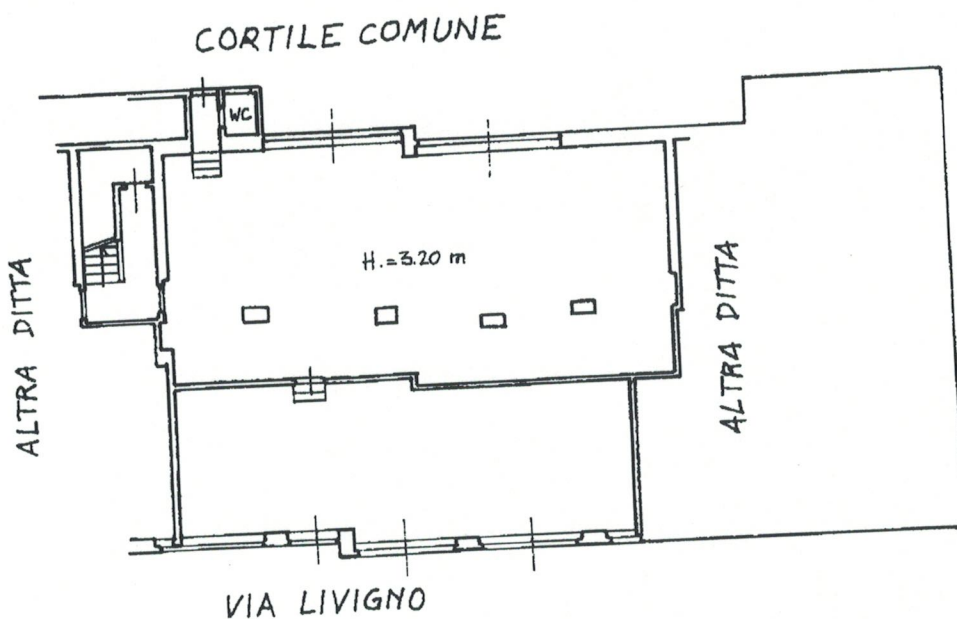 CORTILE COMUNE
WC
H.=3.20 m
ALTRA DITTA
ALTRA DITTA
VIA LIVIGNO